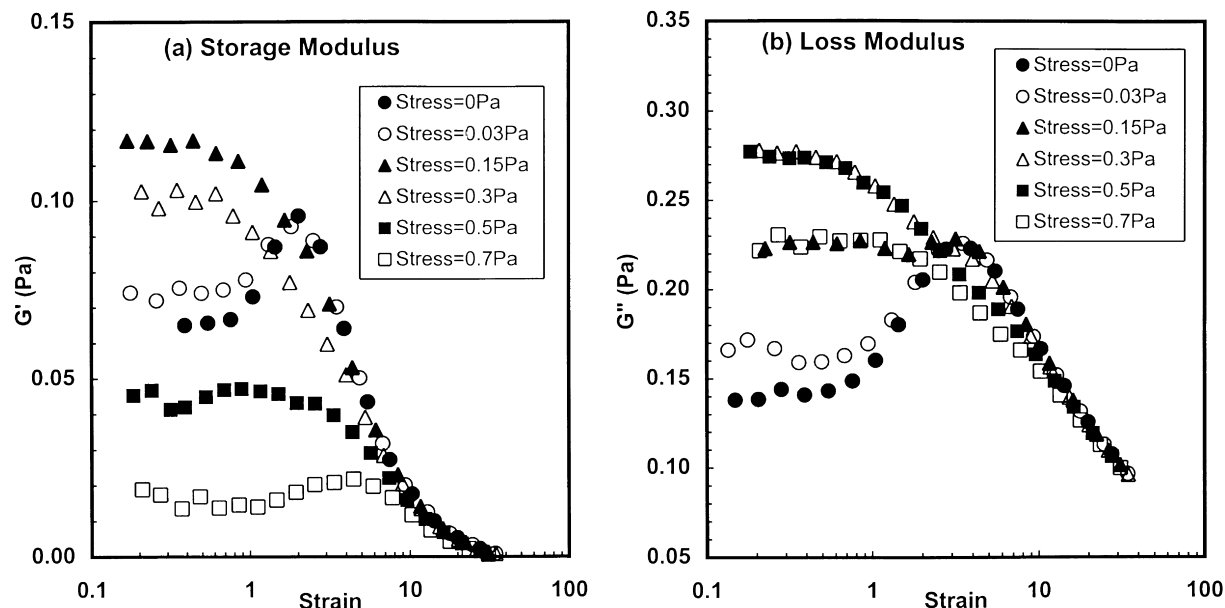 0.15
(a) Storage Modulus
Stress=0Pa
Stress=0.03Pa
Stress=0.15Pa
Stress=0.3Pa
Stress=0.5Pa
Stress=0.7Pa
0.10
G' (Pa)
0.05
0.00
0.1
1
10
100
Strain
0.35
(b) Loss Modulus
Stress=0Pa
Stress=0.03Pa
Stress=0.15Pa
Stress=0.3Pa
Stress=0.5Pa
Stress=0.7Pa
0.30
0.25
G" (Pa)
0.20
0.15
0.10
0.05
0.1
1
10
100
Strain